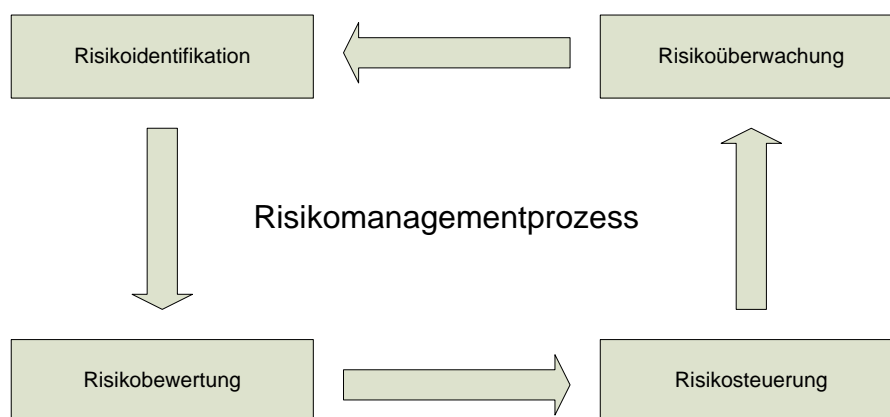 Risikoidentifikation
Risikoüberwachung
Risikomanagementprozess
Risikobewertung
Risikosteuerung